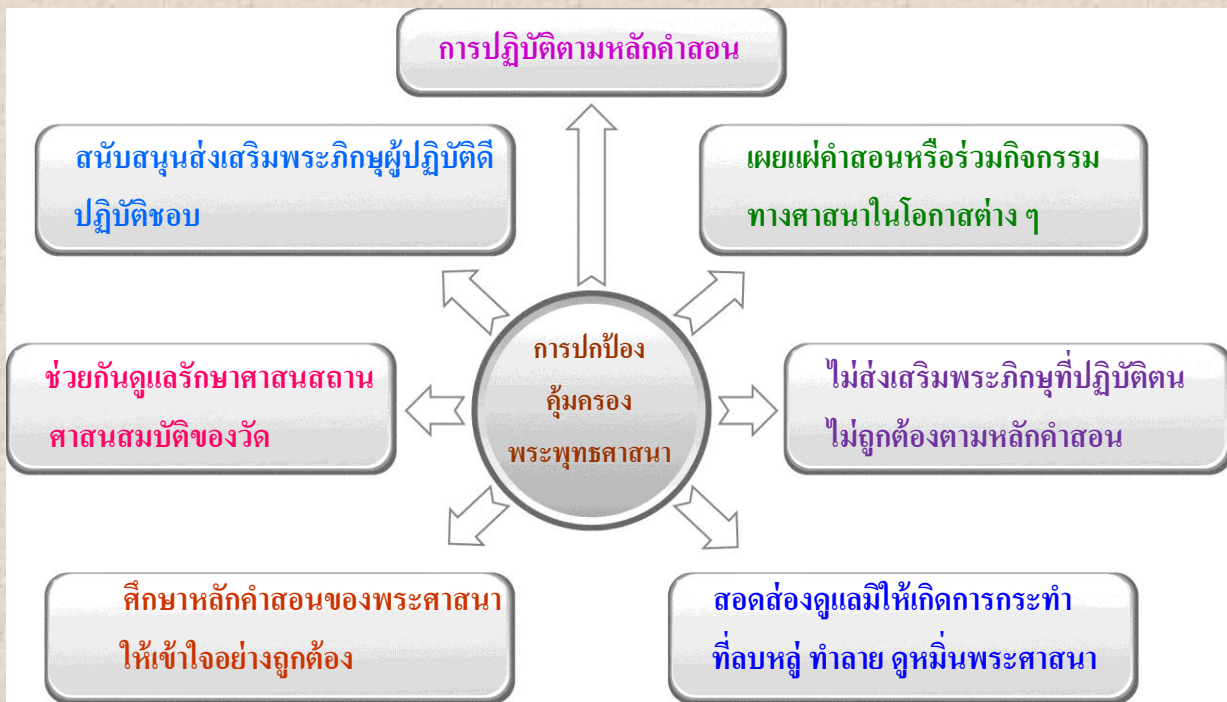 การปฏิบัติตามหลักคำสอน
สนับสนุนส่งเสริมพระภิกษุผู้ปฏิบัติดี
ปฏิบัติชอบ
เผยแผ่คำสอนหรือร่วมกิจกรรม
ทางศาสนาในโอกาสต่าง ๆ
ช่วยกันดูแลรักษาศาสนสถาน
ศาสนสมบัติของวัด
การปกป้อง
คุ้มครอง
พระพุทธศาสนา
ไม่ส่งเสริมพระภิกษุที่ปฏิบัติตน
ไม่ถูกต้องตามหลักคำสอน
ศึกษาหลักคำสอนของพระศาสนา
ให้เข้าใจอย่างถูกต้อง
สอดส่องดูแลมิให้เกิดการกระทำ
ที่ลบหลู่ ทำลาย ดูหมิ่นพระศาสนา